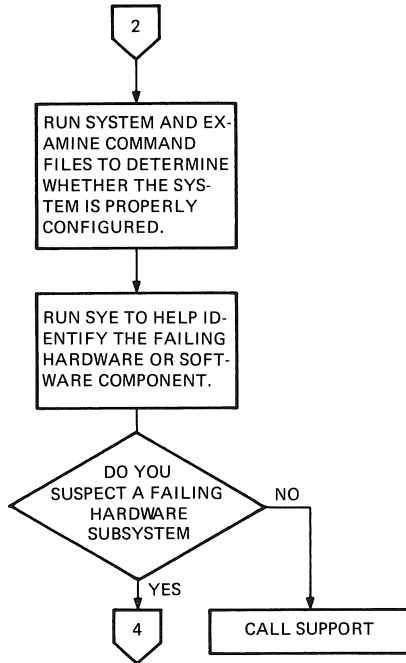 2
RUN SYSTEM AND EX-
AMINE COMMAND
FILES TO DETERMINE
WHETHER THE SYS-
TEM IS PROPERLY
CONFIGURED.
RUN SYE TO HELP ID-
ENTIFY THE FAILING
HARDWARE OR SOFT-
WARE COMPONENT.
DO YOU
SUSPECT A FAILING
HARDWARE
SUBSYSTEM
NO
YES
4
CALL SUPPORT